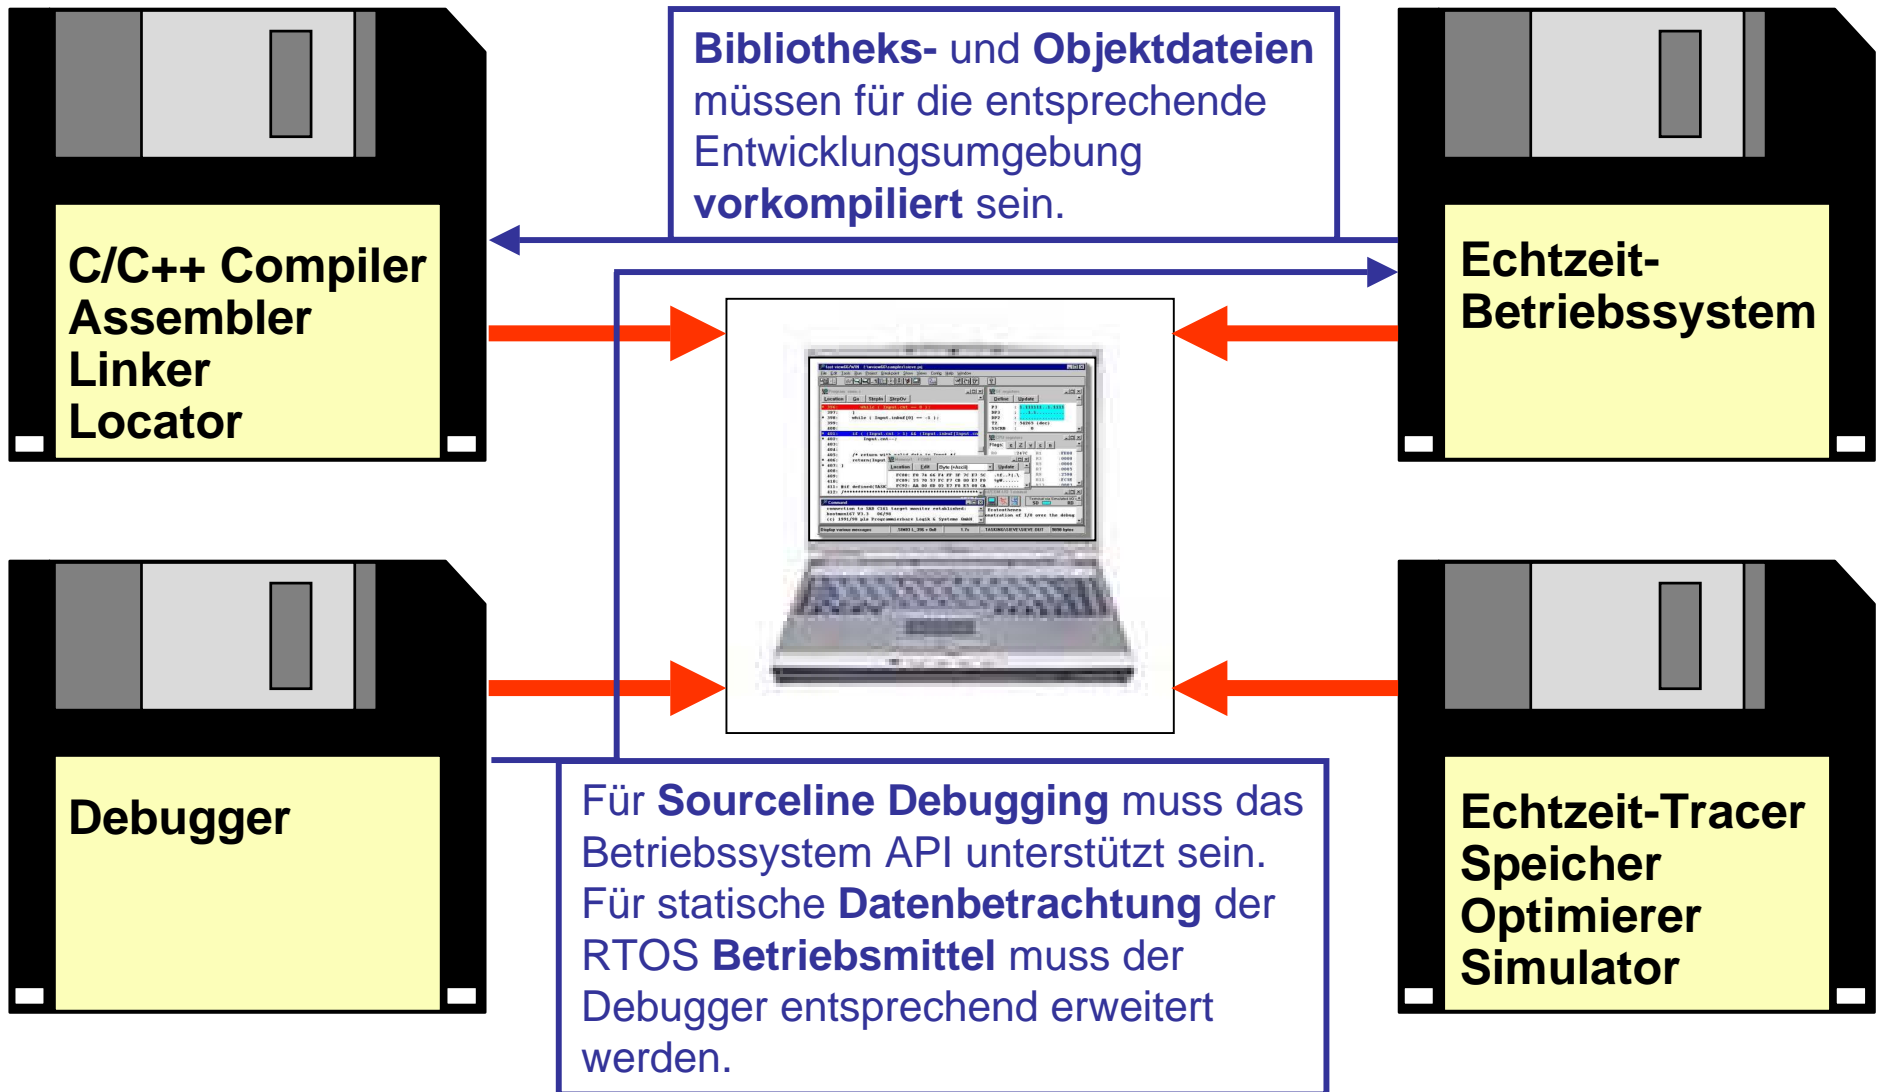 Bibliotheks- und Objektdateien
müssen für die entsprechende
Entwicklungsumgebung
vorkompiliert sein.
C/C++ Compiler
Assembler
Linker
Locator
Echtzeit-
Betriebssystem
Debugger
Für Sourceline Debugging muss das
Betriebssystem API unterstützt sein.
Für statische Datenbetrachtung der
RTOS Betriebsmittel muss der
Debugger entsprechend erweitert
werden.
Echtzeit-Tracer
Speicher
Optimierer
Simulator